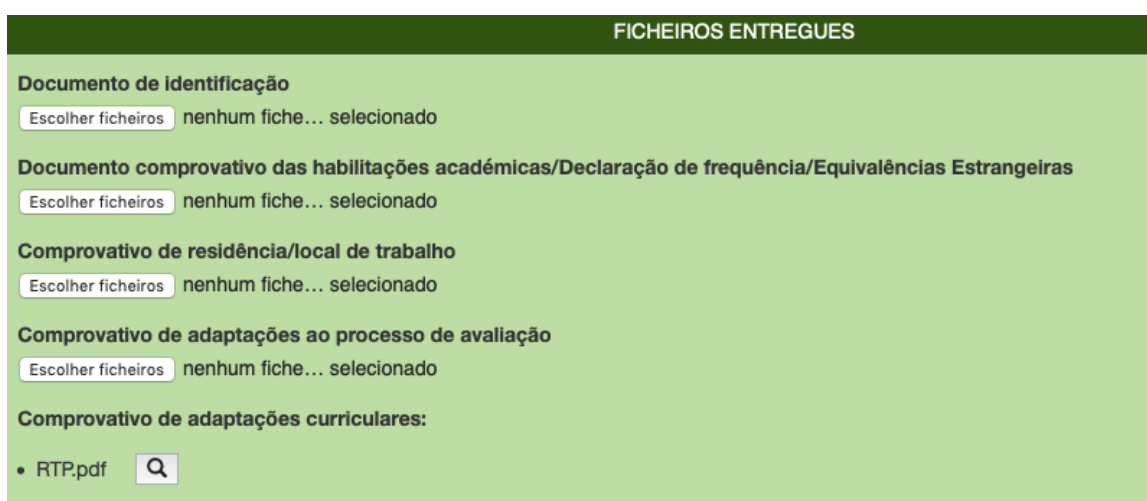 FICHEIROS ENTREGUES
Documento de identificação
Escolher ficheiros nenhum fiche… selecionado
Documento comprovativo das habilitações académicas/Declaração de frequência/Equivalências Estrangeiras
Escolher ficheiros nenhum fiche… selecionado
Comprovativo de residência/local de trabalho
Escolher ficheiros nenhum fiche… selecionado
Comprovativo de adaptações ao processo de avaliação
Escolher ficheiros nenhum fiche… selecionado
Comprovativo de adaptações curriculares:
• RTP.pdf